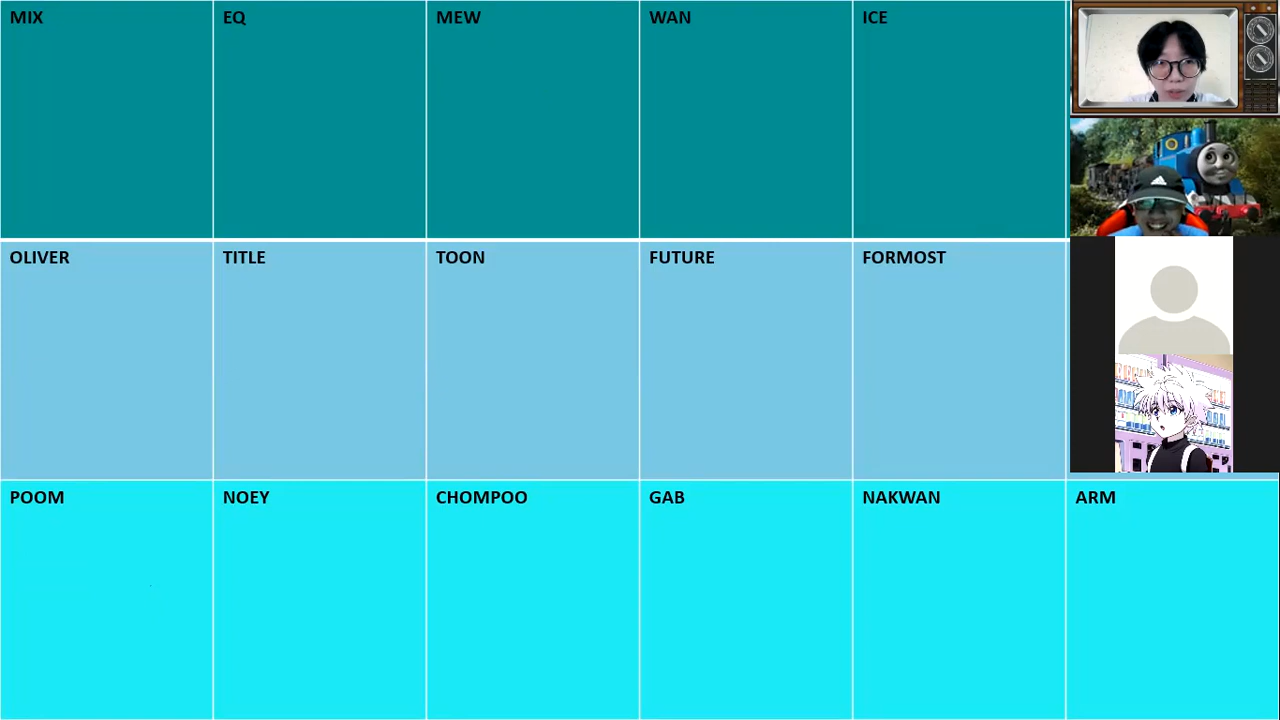 MIX
EQ
MEW
WAN
ICE
OLIVER
TITLE
TOON
FUTURE
FORMOST
POOM
NOEY
CHOMPOO
GAB
NAKWAN
ARM